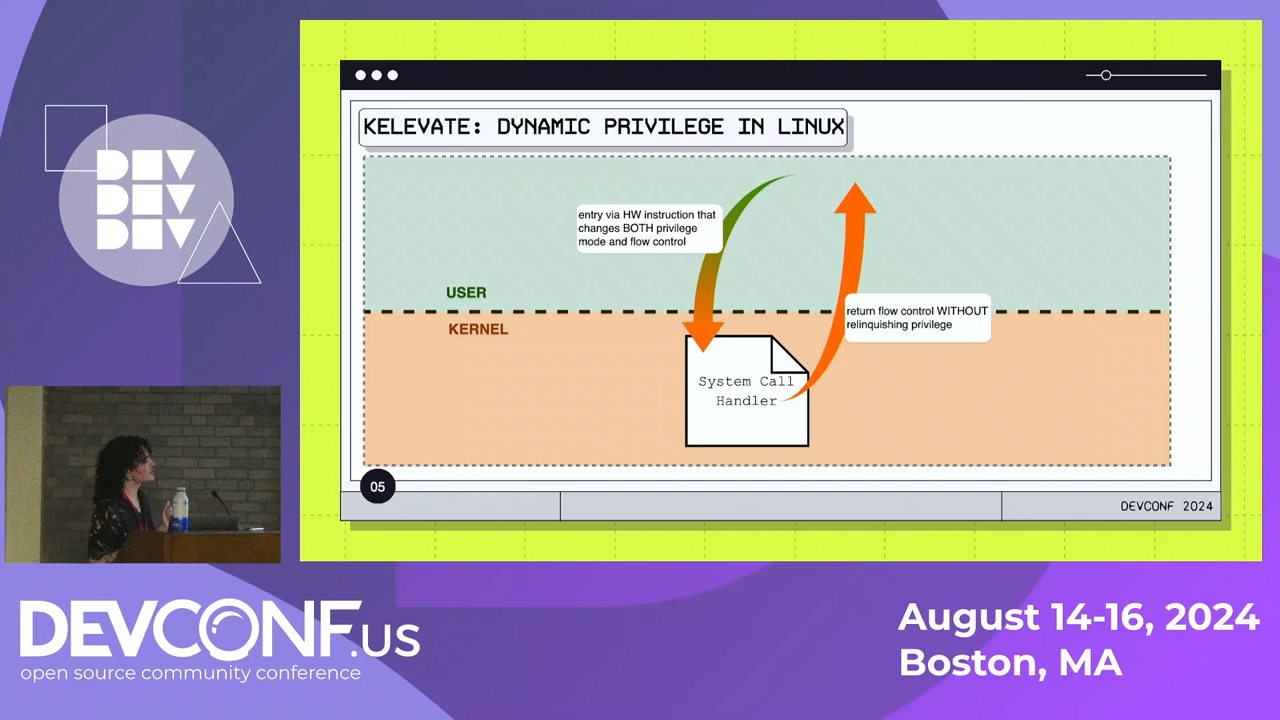 DEV
DEV
DEV
KELEVATE: DYNAMIC PRIVILEGE IN LINUX
entry via HW instruction that
changes BOTH privilege
mode and flow control
USER
KERNEL
return flow control WITHOUT
relinquishing privilege
System Call
Handler
05
DEVCONF 2024
DEVCONF.US
open source community conference
August 14-16, 2024
Boston, MA